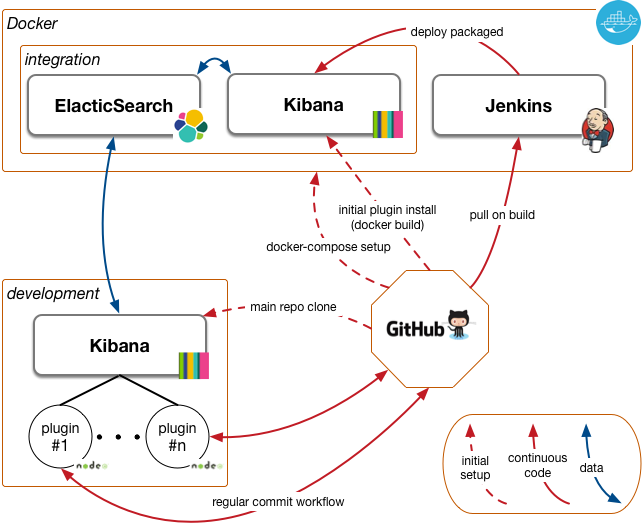 Docker
deploy packaged
integration
ElacticSearch
Kibana
Jenkins
initial plugin install
(docker build)
pull on build
docker-compose setup
development
main repo clone
GitHub
Kibana
plugin
#1
plugin
#n
node
node
regular commit workflow
initial
setup
continuous
code
data